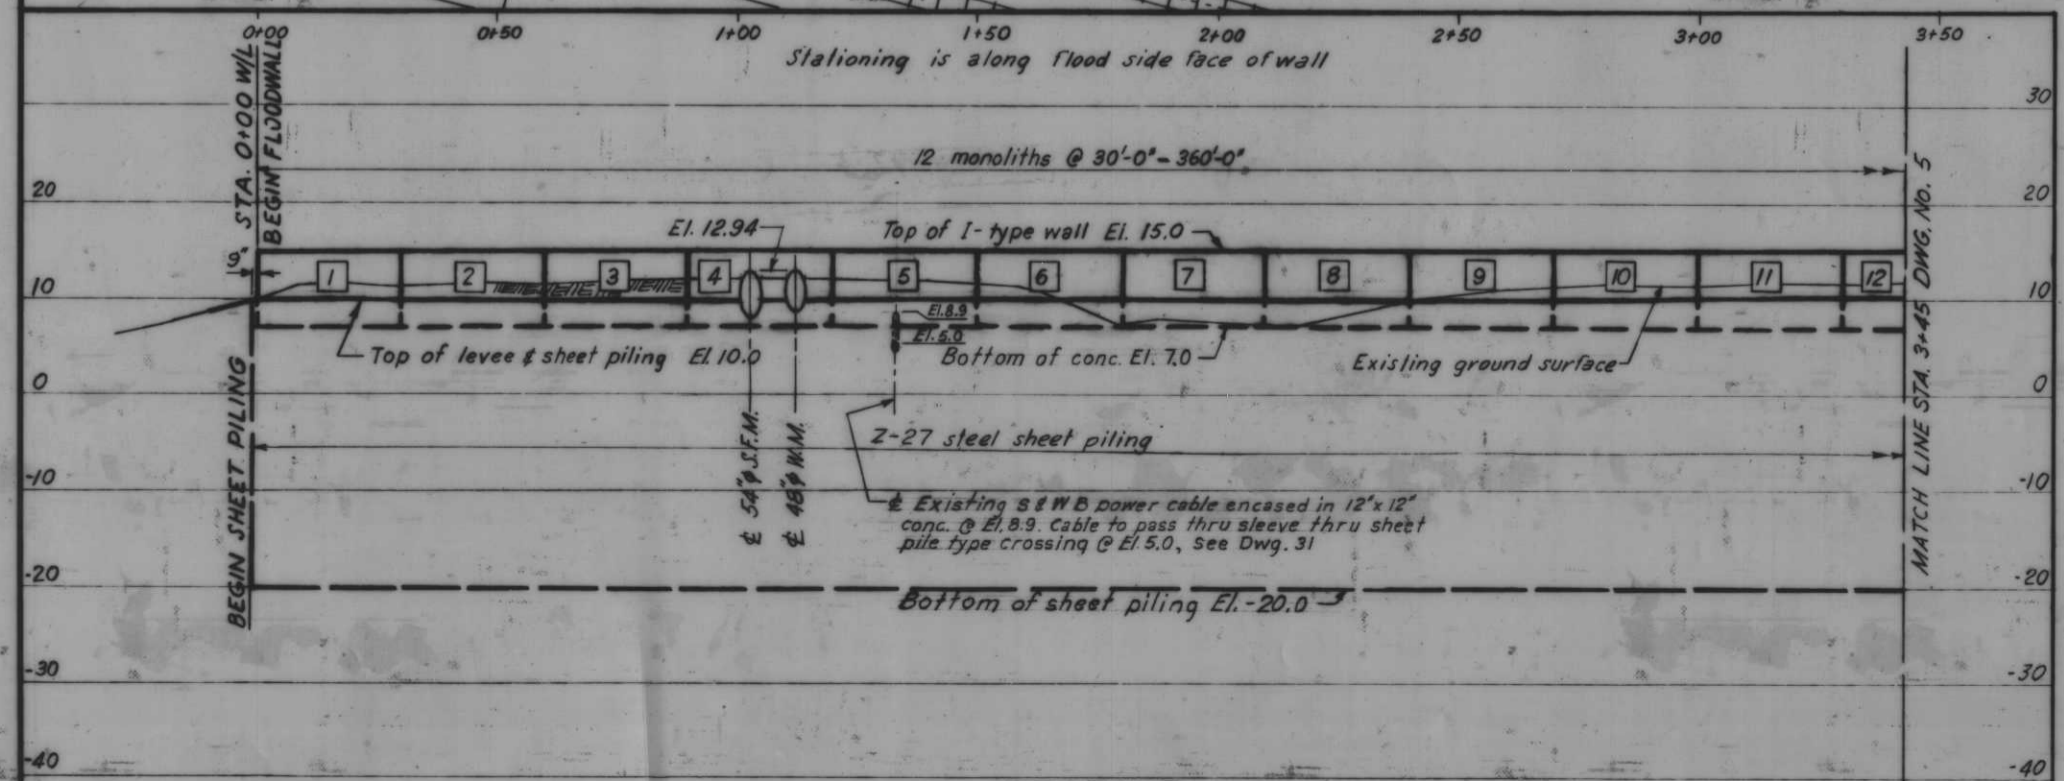 0+00 0+50 1+00 1+50 2+00 2+50 3+00 3+50
Stationing is along flood side face of wall
STA. 0+00 W/L
BEGIN FLOODWALL
30
12 monoliths @ 30'-0" - 360'-0"
20 20
El. 12.94
Top of I-type wall El. 15.0
9"
1 2 3 4 5 6 7 8 9 10 11 12
10 10
El. 8.9
El. 5.0
Top of levee & sheet piling El. 10.0
Bottom of conc. El. 7.0
Existing ground surface
0 0
BEGIN SHEET PILING
℄ 54"φ S.F.M.
℄ 48"φ W.M.
Z-27 steel sheet piling
MATCH LINE STA. 3+45 DWG. No. 5
-10 -10
℄ Existing S & W B power cable encased in 12"x 12"
conc. @ El. 8.9. Cable to pass thru sleeve thru sheet
pile type crossing @ El. 5.0, See Dwg. 31
-20 -20
Bottom of sheet piling El. -20.0
-30 -30
-40 -40